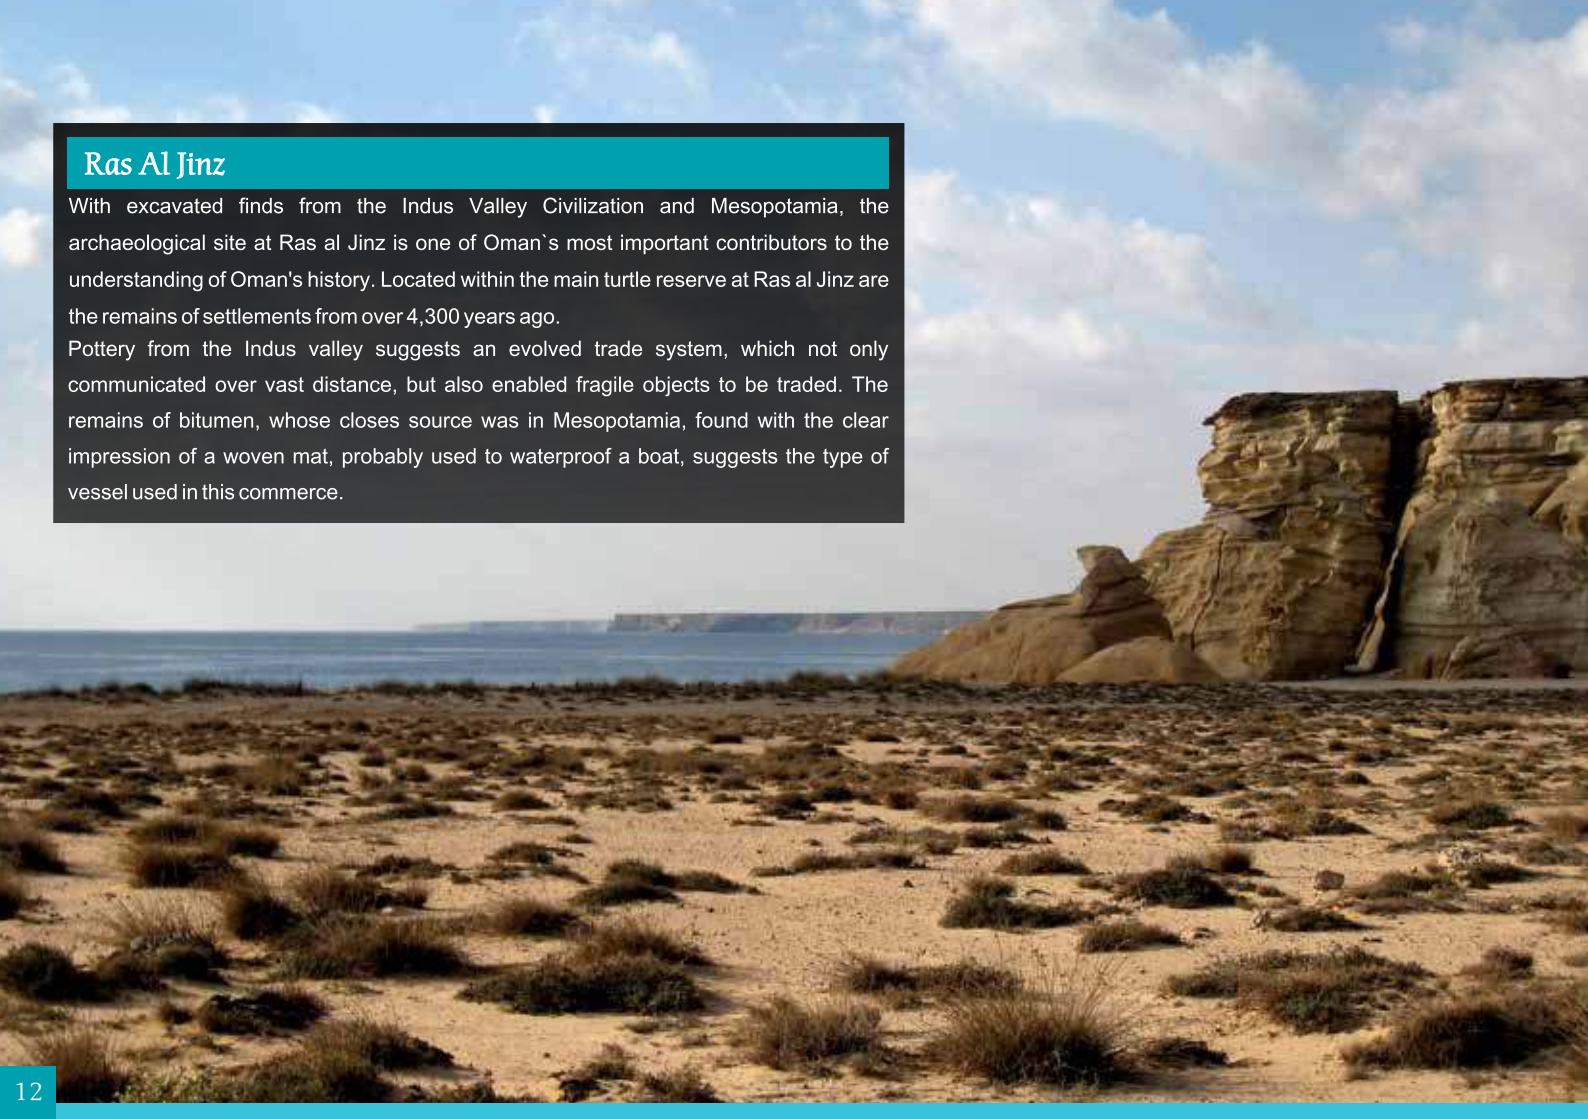 Ras Al Jinz
With excavated finds from the Indus Valley Civilization and Mesopotamia, the
archaeological site at Ras al Jinz is one of Oman`s most important contributors to the
understanding of Oman's history. Located within the main turtle reserve at Ras al Jinz are
the remains of settlements from over 4,300 years ago.
Pottery from the Indus valley suggests an evolved trade system, which not only
communicated over vast distance, but also enabled fragile objects to be traded. The
remains of bitumen, whose closes source was in Mesopotamia, found with the clear
impression of a woven mat, probably used to waterproof a boat, suggests the type of
vessel used in this commerce.
12